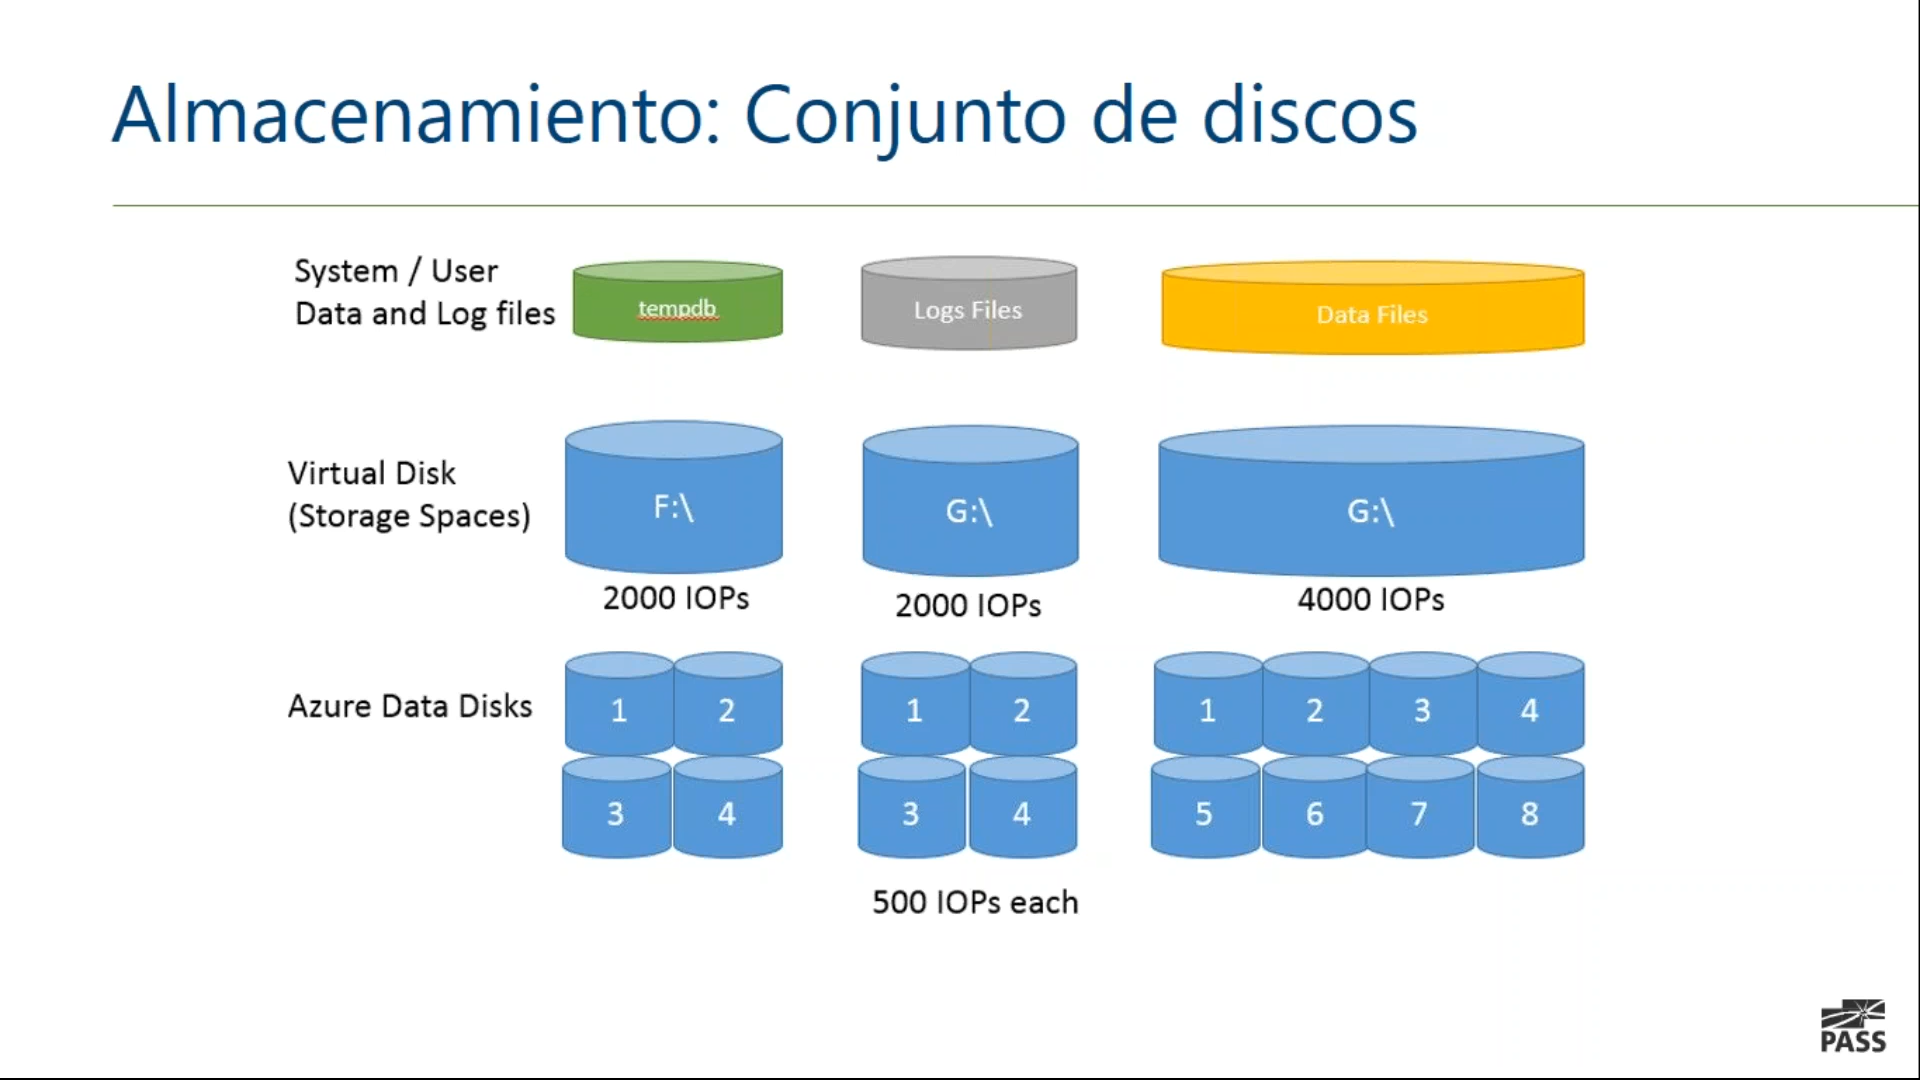 Almacenamiento: Conjunto de discos
System / User
Data and Log files
tempdb
Logs Files
Data Files
Virtual Disk
(Storage Spaces)
F:\
G:\
G:\
2000 IOPs
2000 IOPs
4000 IOPs
Azure Data Disks
1 2
1 2
1 2 3 4
3 4
3 4
5 6 7 8
500 IOPs each
PASS